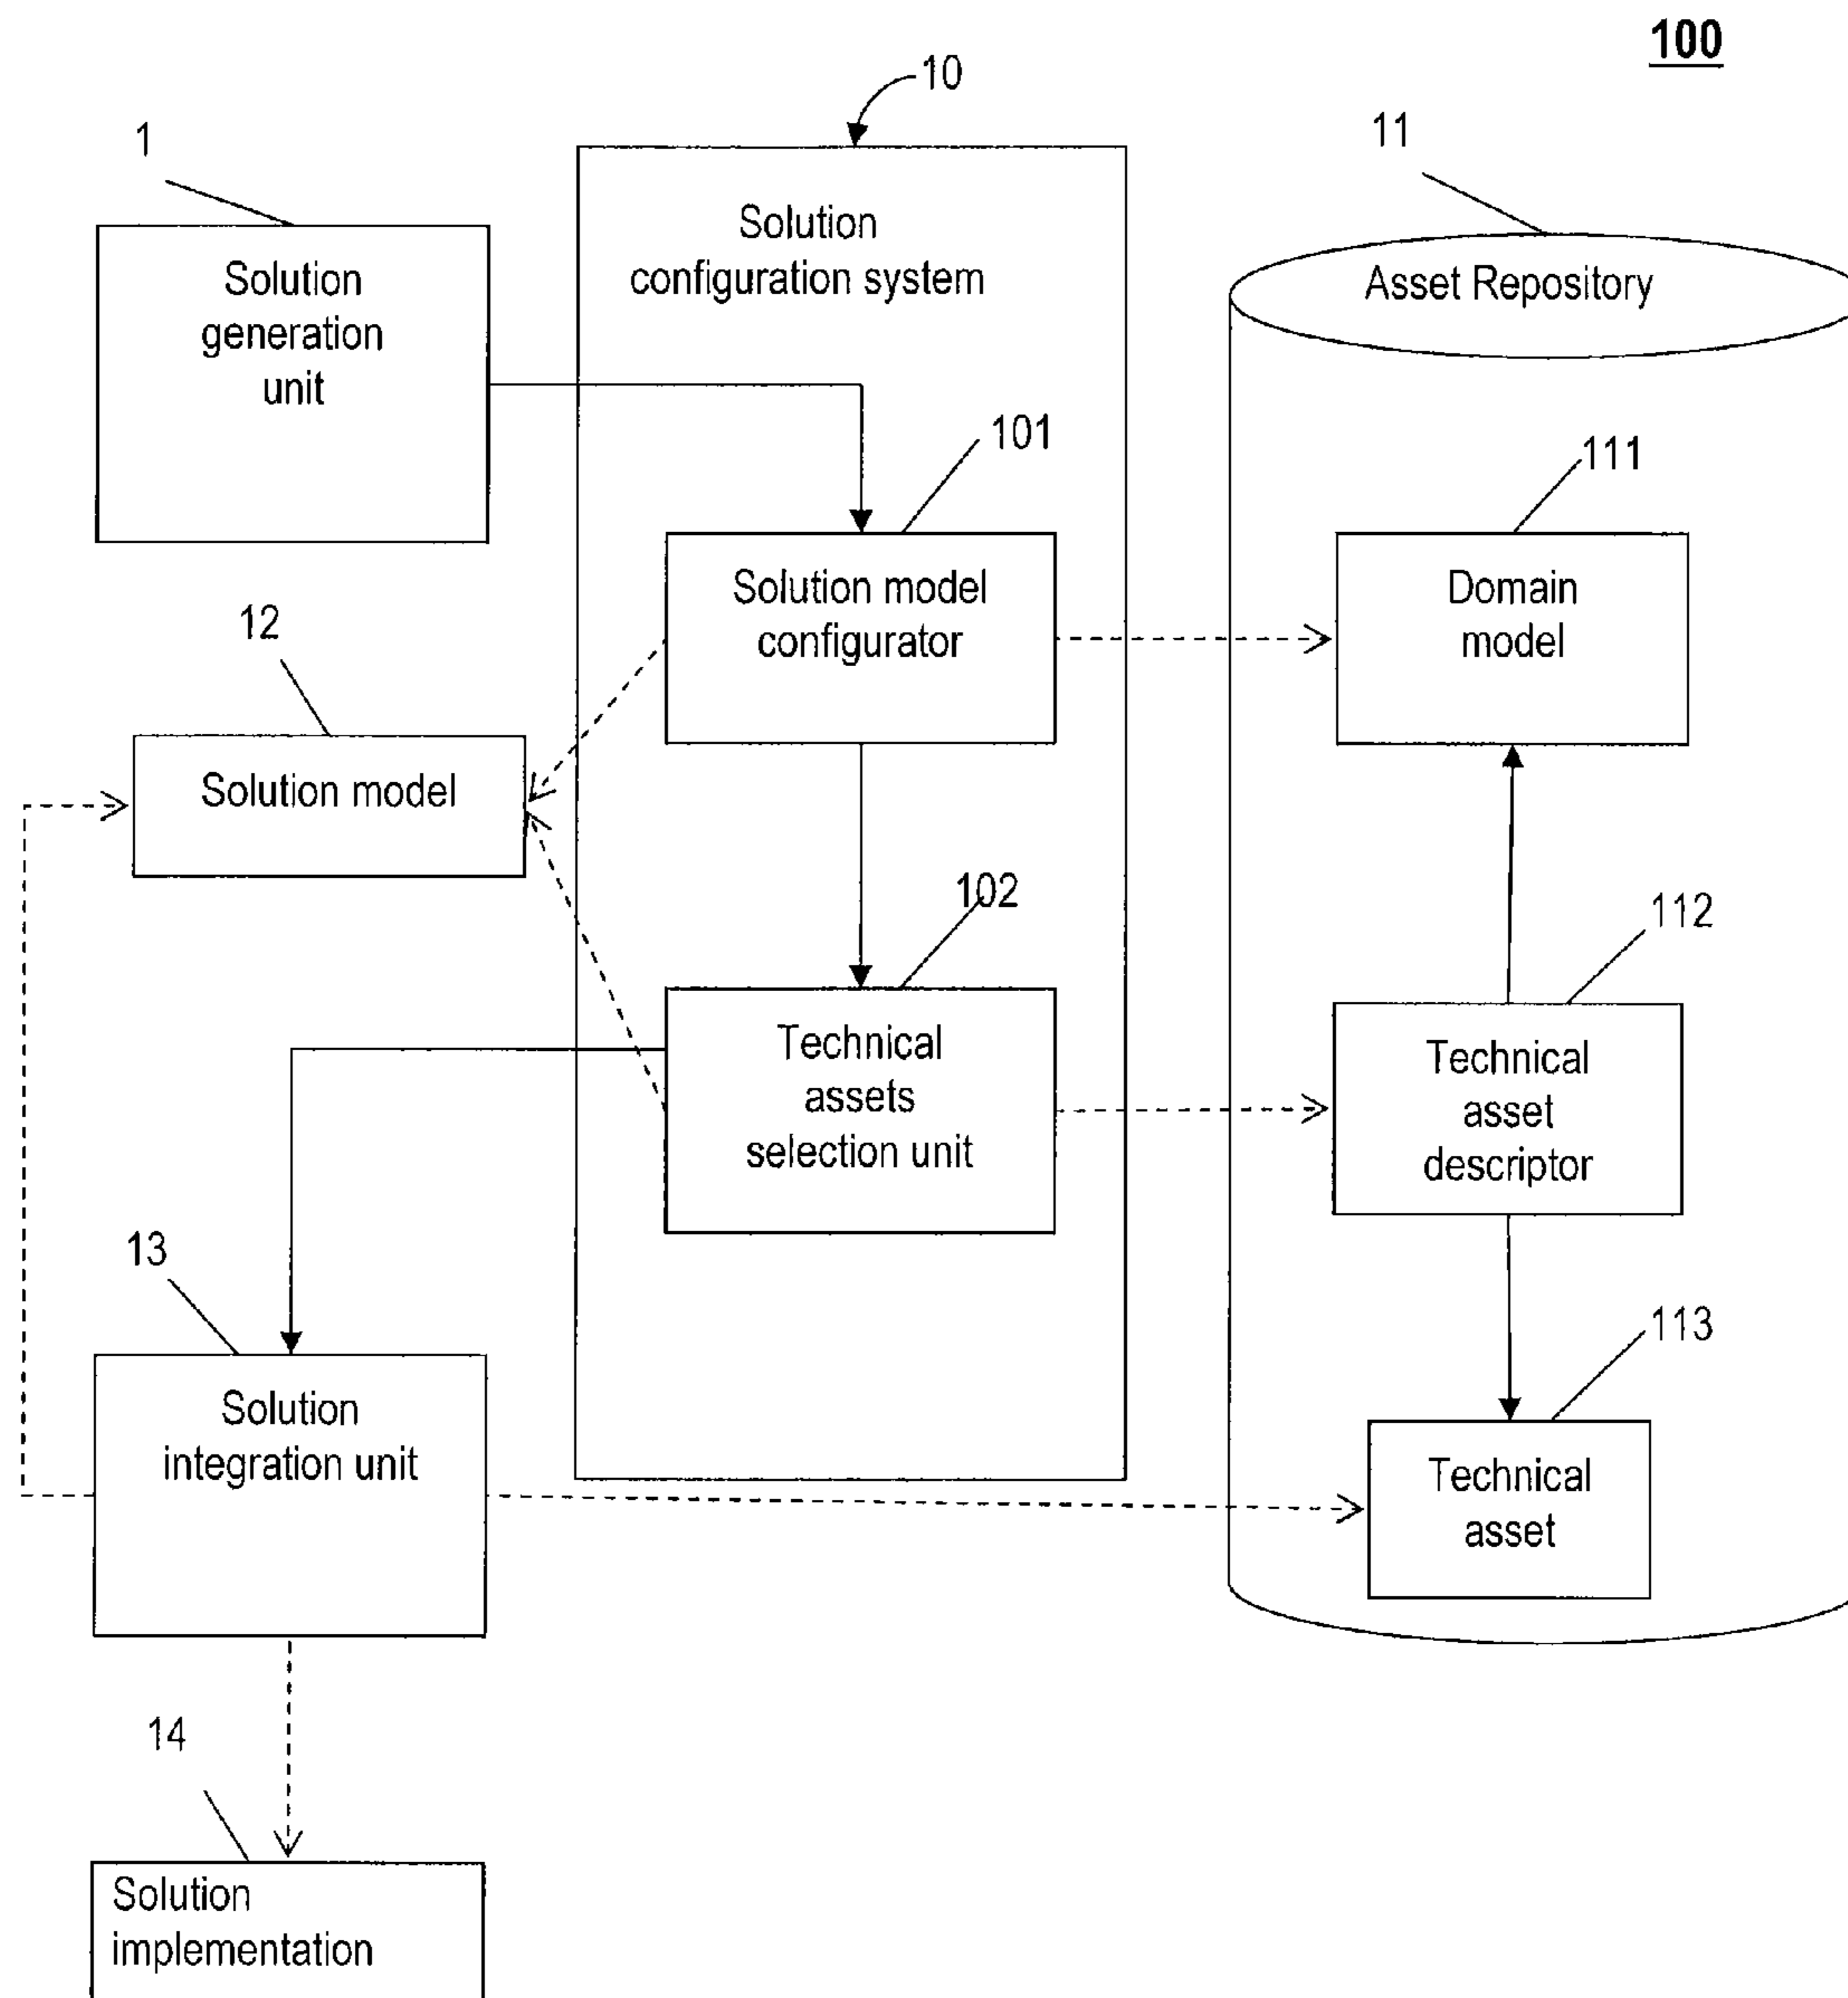 100
10
1
11
Solution
generation
unit
Solution
configuration system
Asset Repository
101
111
Solution model
configurator
Domain
model
12
Solution model
102
112
Technical
assets
selection unit
Technical
asset
descriptor
13
113
Solution
integration unit
Technical
asset
14
Solution
implementation